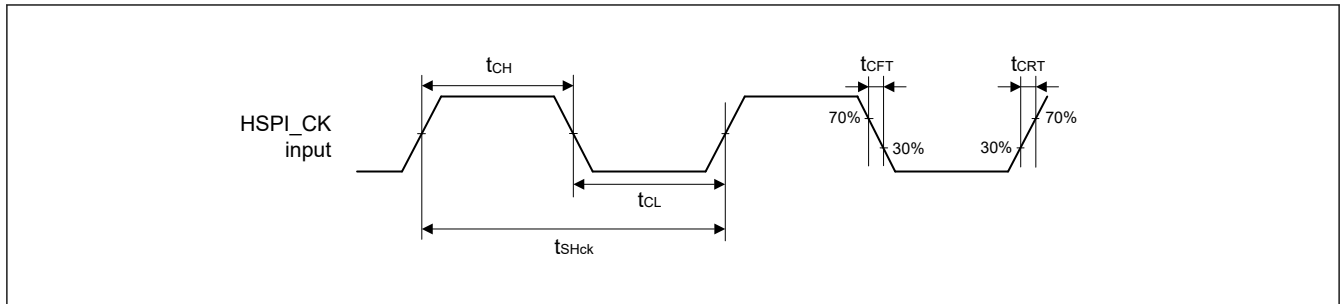 tCH
tCFT
tCRT
HSPI_CK
input
70%
30%
30%
70%
tCL
tSHck